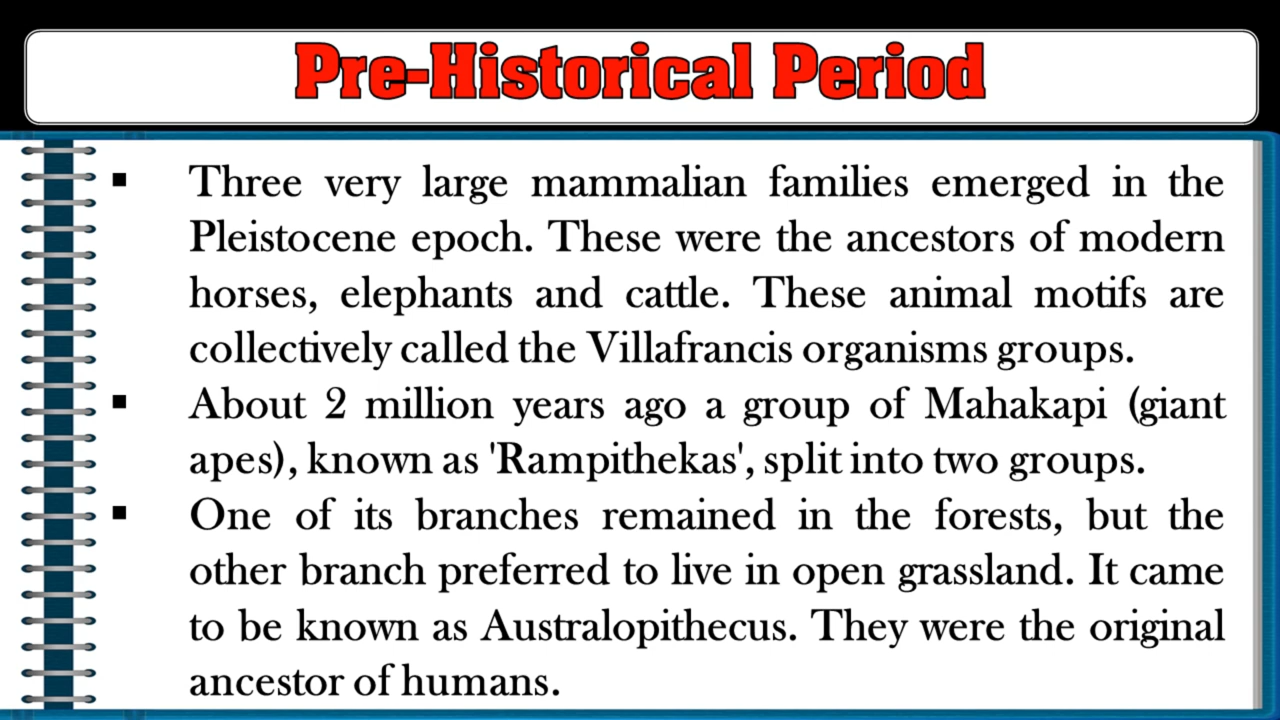 Pre-Historical Period
▪ Three very large mammalian families emerged in the
Pleistocene epoch. These were the ancestors of modern
horses, elephants and cattle. These animal motifs are
collectively called the Villafrancis organisms groups.
▪ About 2 million years ago a group of Mahakapi (giant
apes), known as 'Rampithekas', split into two groups.
▪ One of its branches remained in the forests, but the
other branch preferred to live in open grassland. It came
to be known as Australopithecus. They were the original
ancestor of humans.